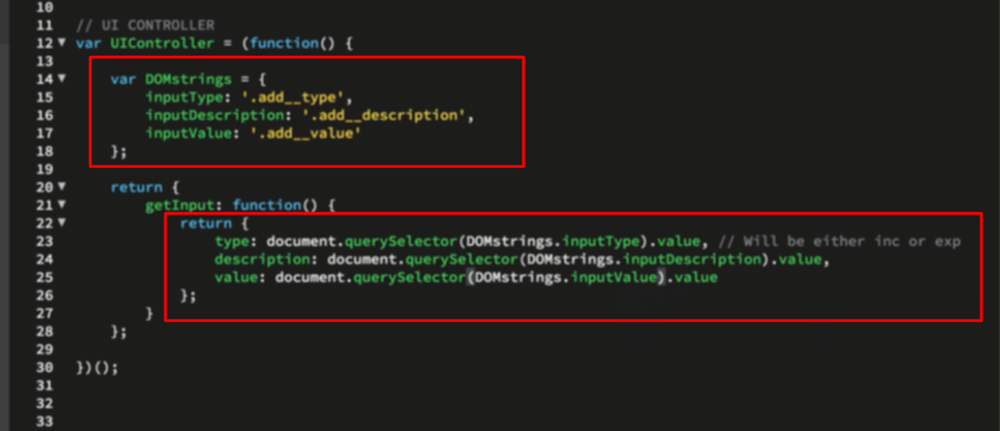 10
11 // UI CONTROLLER
12 ▼ var UIController = (function() {
13
14 ▼ var DOMstrings = {
15 inputType: '.add__type',
16 inputDescription: '.add__description',
17 inputValue: '.add__value'
18 };
19
20 ▼ return {
21 ▼ getInput: function() {
22 ▼ return {
23 type: document.querySelector(DOMstrings.inputType).value, // Will be either inc or exp
24 description: document.querySelector(DOMstrings.inputDescription).value,
25 value: document.querySelector(DOMstrings.inputValue).value
26 };
27 }
28 };
29
30 })();
31
32
33